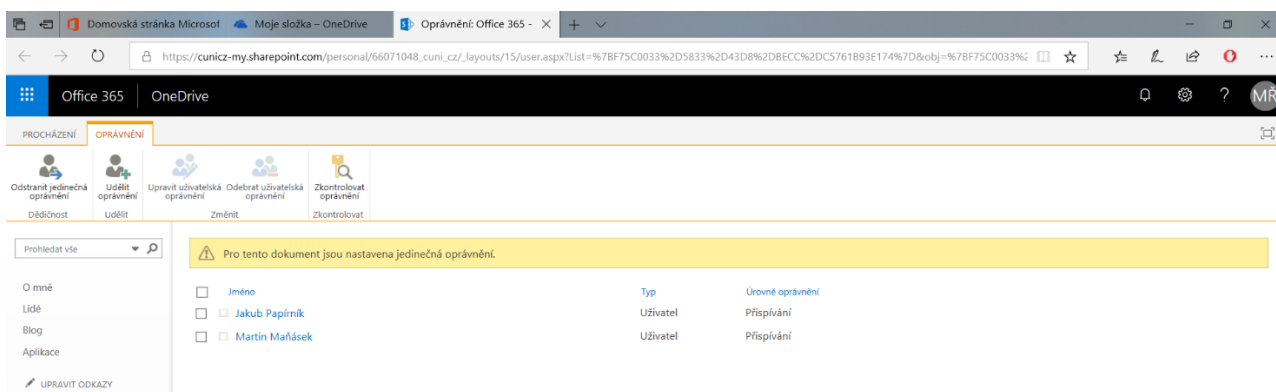 Domovská stránka Microsof
Moje složka – OneDrive
Oprávnění: Office 365 -
https://cunicz-my.sharepoint.com/personal/66071048_cuni_cz/_layouts/15/user.aspx?List=%7BF75C0033%2D5833%2D43D8%2DBECC%2DC5761B93E174%7D&obj=%7BF75C0033%2
Office 365 OneDrive
? MŘ
PROCHÁZENÍ OPRÁVNĚNÍ
Odstranit jedinečná oprávnění
Udělit oprávnění
Upravit uživatelská oprávnění
Odebrat uživatelská oprávnění
Zkontrolovat oprávnění
Dědičnost Udělit Změnit Zkontrolovat
Prohledat vše
Pro tento dokument jsou nastavena jedinečná oprávnění.
O mně
Lidé
Blog
Aplikace
UPRAVIT ODKAZY
Jméno Typ Úrovně oprávnění
Jakub Papírník Uživatel Přispívání
Martin Maňásek Uživatel Přispívání